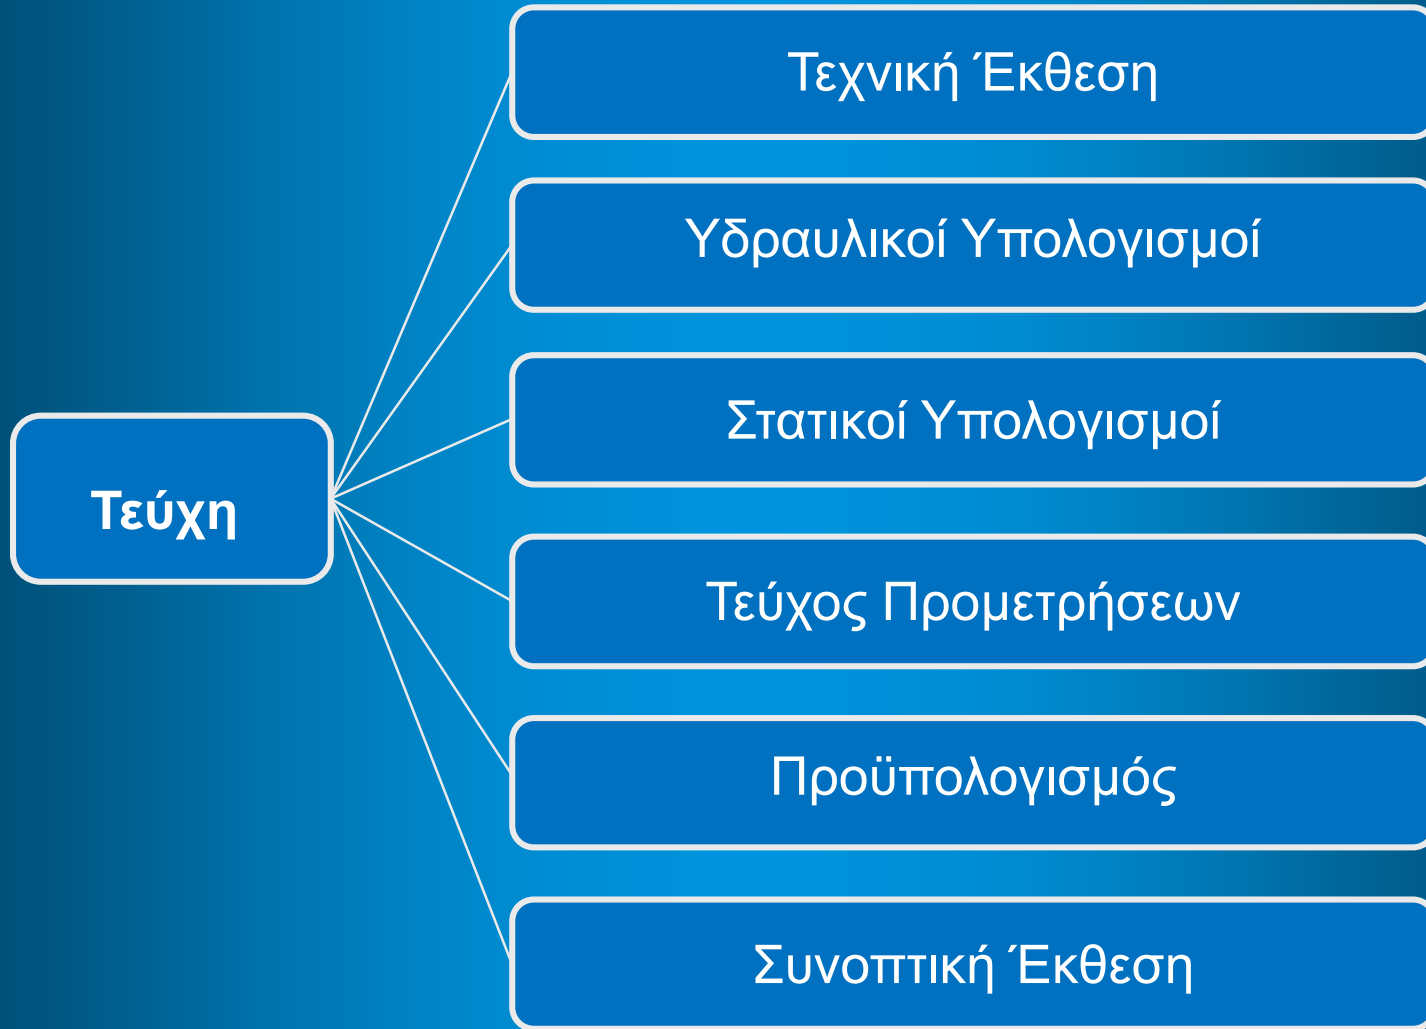 Τεχνική Έκθεση
Υδραυλικοί Υπολογισμοί
Στατικοί Υπολογισμοί
Τεύχη
Τεύχος Προμετρήσεων
Προϋπολογισμός
Συνοπτική Έκθεση